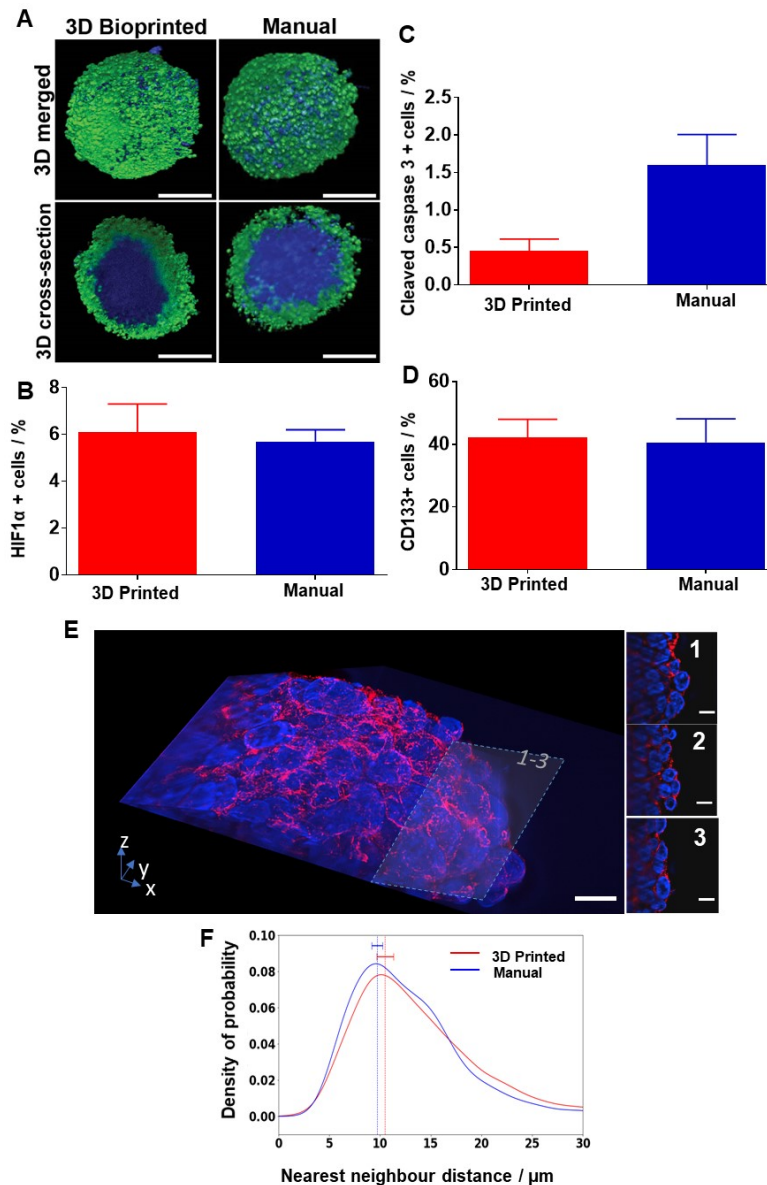 A
3D Bioprinted Manual
3D merged
3D cross-section
C
Cleaved caspase 3 + cells / %
2.5
2.0
1.5
1.0
0.5
0.0
3D Printed Manual
B
HIF1α + cells / %
8
6
4
2
0
3D Printed Manual
D
CD133+ cells / %
60
40
20
0
3D Printed Manual
E
1-3
z
y
x
1
2
3
F
Density of probability
0.10
0.08
0.06
0.04
0.02
0.00
3D Printed
Manual
0 5 10 15 20 25 30
Nearest neighbour distance / μm